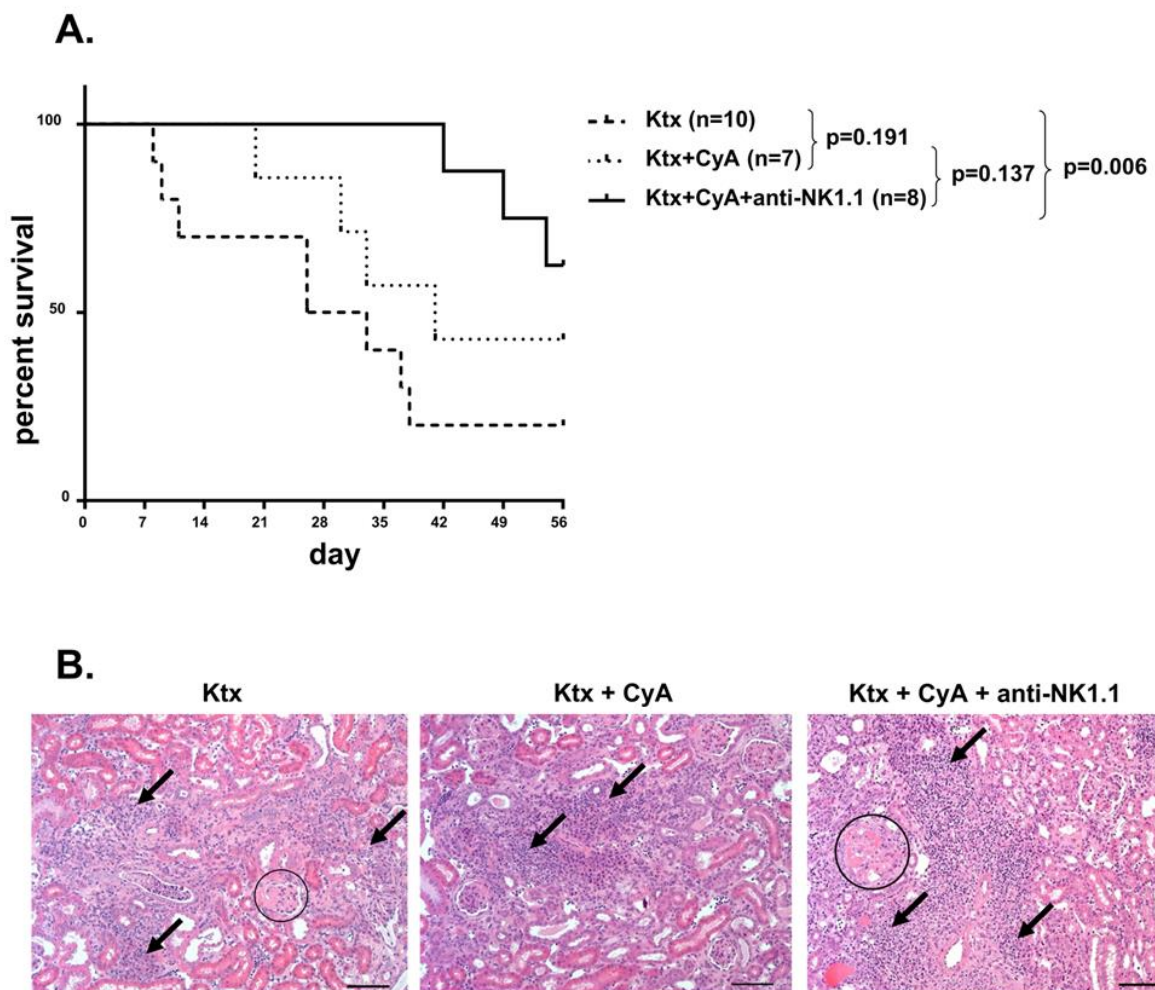 A.
percent survival
100
50
0
0 7 14 21 28 35 42 49 56
day
Ktx (n=10)
Ktx+CyA (n=7)
Ktx+CyA+anti-NK1.1 (n=8)
p=0.191
p=0.137
p=0.006
B.
Ktx
Ktx + CyA
Ktx + CyA + anti-NK1.1